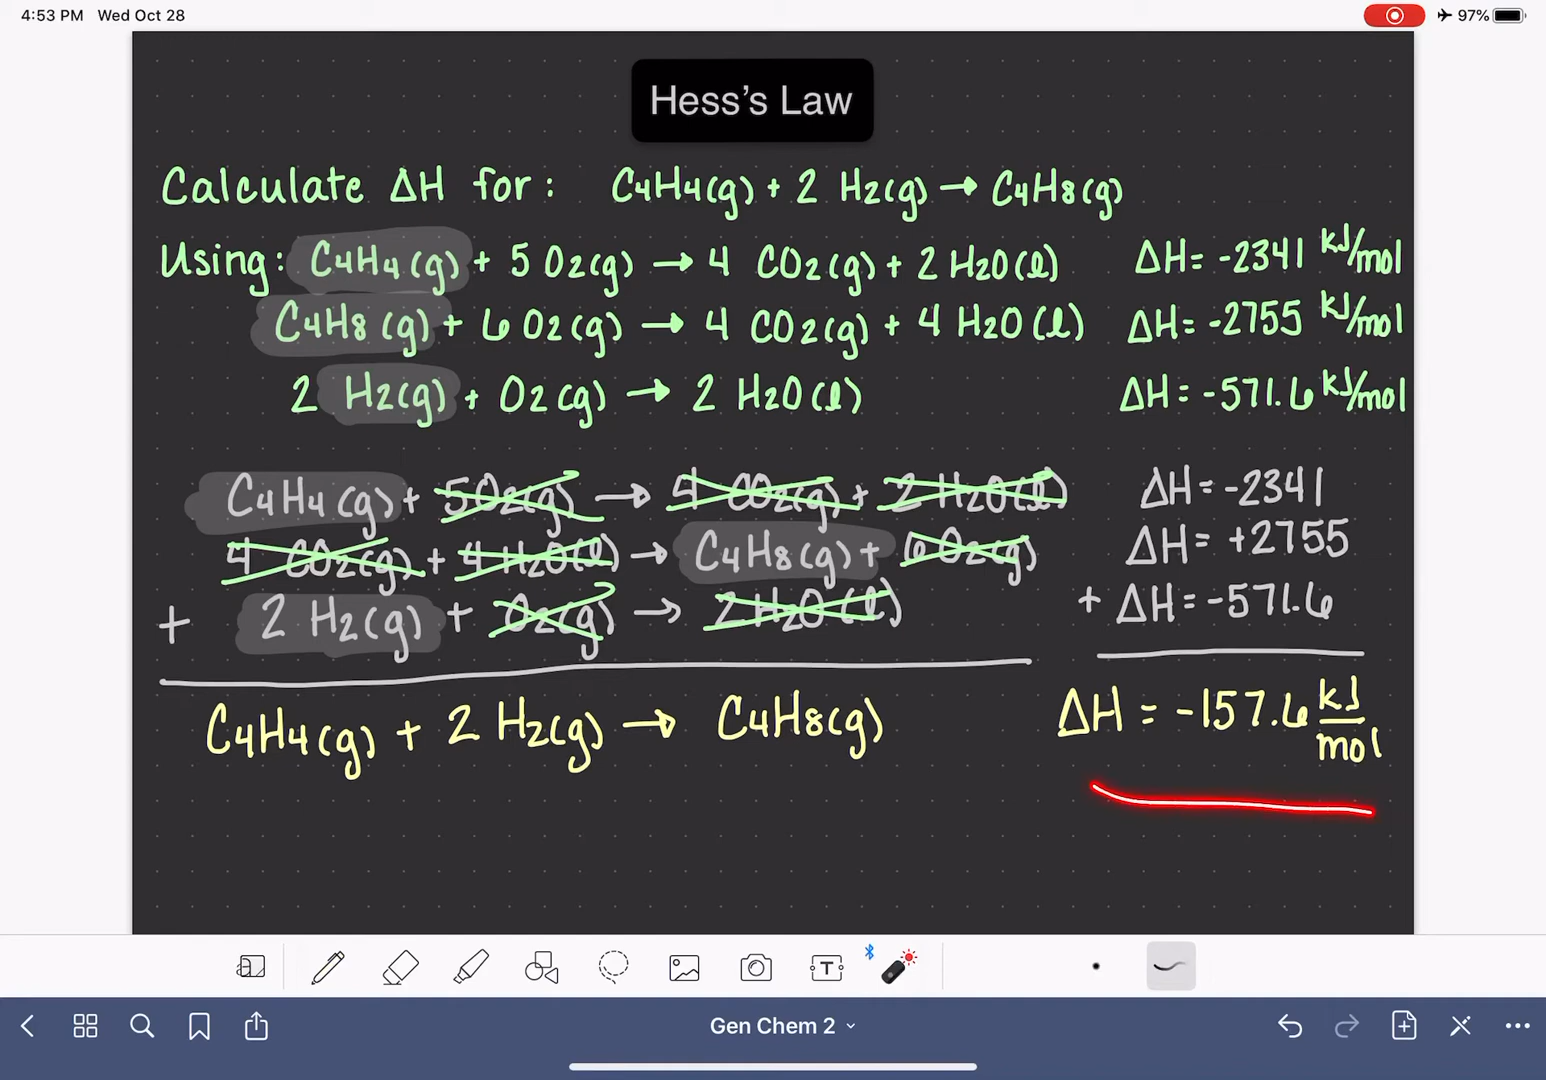 4:53 PM Wed Oct 28
97%
Hess's Law
Calculate ΔH for: C4H4(g) + 2 H2(g) → C4H8(g)
Using: C4H4(g) + 5 O2(g) → 4 CO2(g) + 2 H2O(l) ΔH = -2341 kJ/mol
C4H8(g) + 6 O2(g) → 4 CO2(g) + 4 H2O(l) ΔH = -2755 kJ/mol
2 H2(g) + O2(g) → 2 H2O(l) ΔH = -571.6 kJ/mol
C4H4(g) + 5O2(g) → 4 CO2(g) + 2 H2O(l) ΔH = -2341
4 CO2(g) + 4 H2O(l) → C4H8(g) + 6 O2(g) ΔH = +2755
+ 2 H2(g) + O2(g) → 2 H2O(l) + ΔH = -571.6
C4H4(g) + 2 H2(g) → C4H8(g) ΔH = -157.6 kJ/mol
T
Gen Chem 2